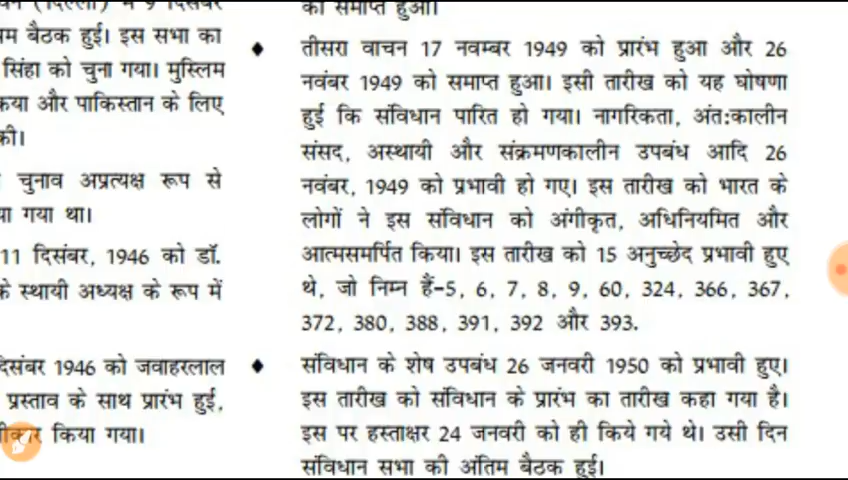 (दिल्ली) में 9 दिसंबर
बैठक हुई। इस सभा का
सिंहा को चुना गया। मुस्लिम
और पाकिस्तान के लिए
की।
चुनाव अप्रत्यक्ष रूप से
गया था।
11 दिसंबर, 1946 को डॉ.
के स्थायी अध्यक्ष के रूप में
1946 को जवाहरलाल
प्रस्ताव के साथ प्रारंभ हुई,
किया गया।
को समाप्त हुआ।
♦ तीसरा वाचन 17 नवम्बर 1949 को प्रारंभ हुआ और 26
नवंबर 1949 को समाप्त हुआ। इसी तारीख को यह घोषणा
हुई कि संविधान पारित हो गया। नागरिकता, अंत:कालीन
संसद, अस्थायी और संक्रमणकालीन उपबंध आदि 26
नवंबर, 1949 को प्रभावी हो गए। इस तारीख को भारत के
लोगों ने इस संविधान को अंगीकृत, अधिनियमित और
आत्मसमर्पित किया। इस तारीख को 15 अनुच्छेद प्रभावी हुए
थे, जो निम्न हैं-5, 6, 7, 8, 9, 60, 324, 366, 367,
372, 380, 388, 391, 392 और 393.
♦ संविधान के शेष उपबंध 26 जनवरी 1950 को प्रभावी हुए।
इस तारीख को संविधान के प्रारंभ का तारीख कहा गया है।
इस पर हस्ताक्षर 24 जनवरी को ही किये गये थे। उसी दिन
संविधान सभा की अंतिम बैठक हुई।